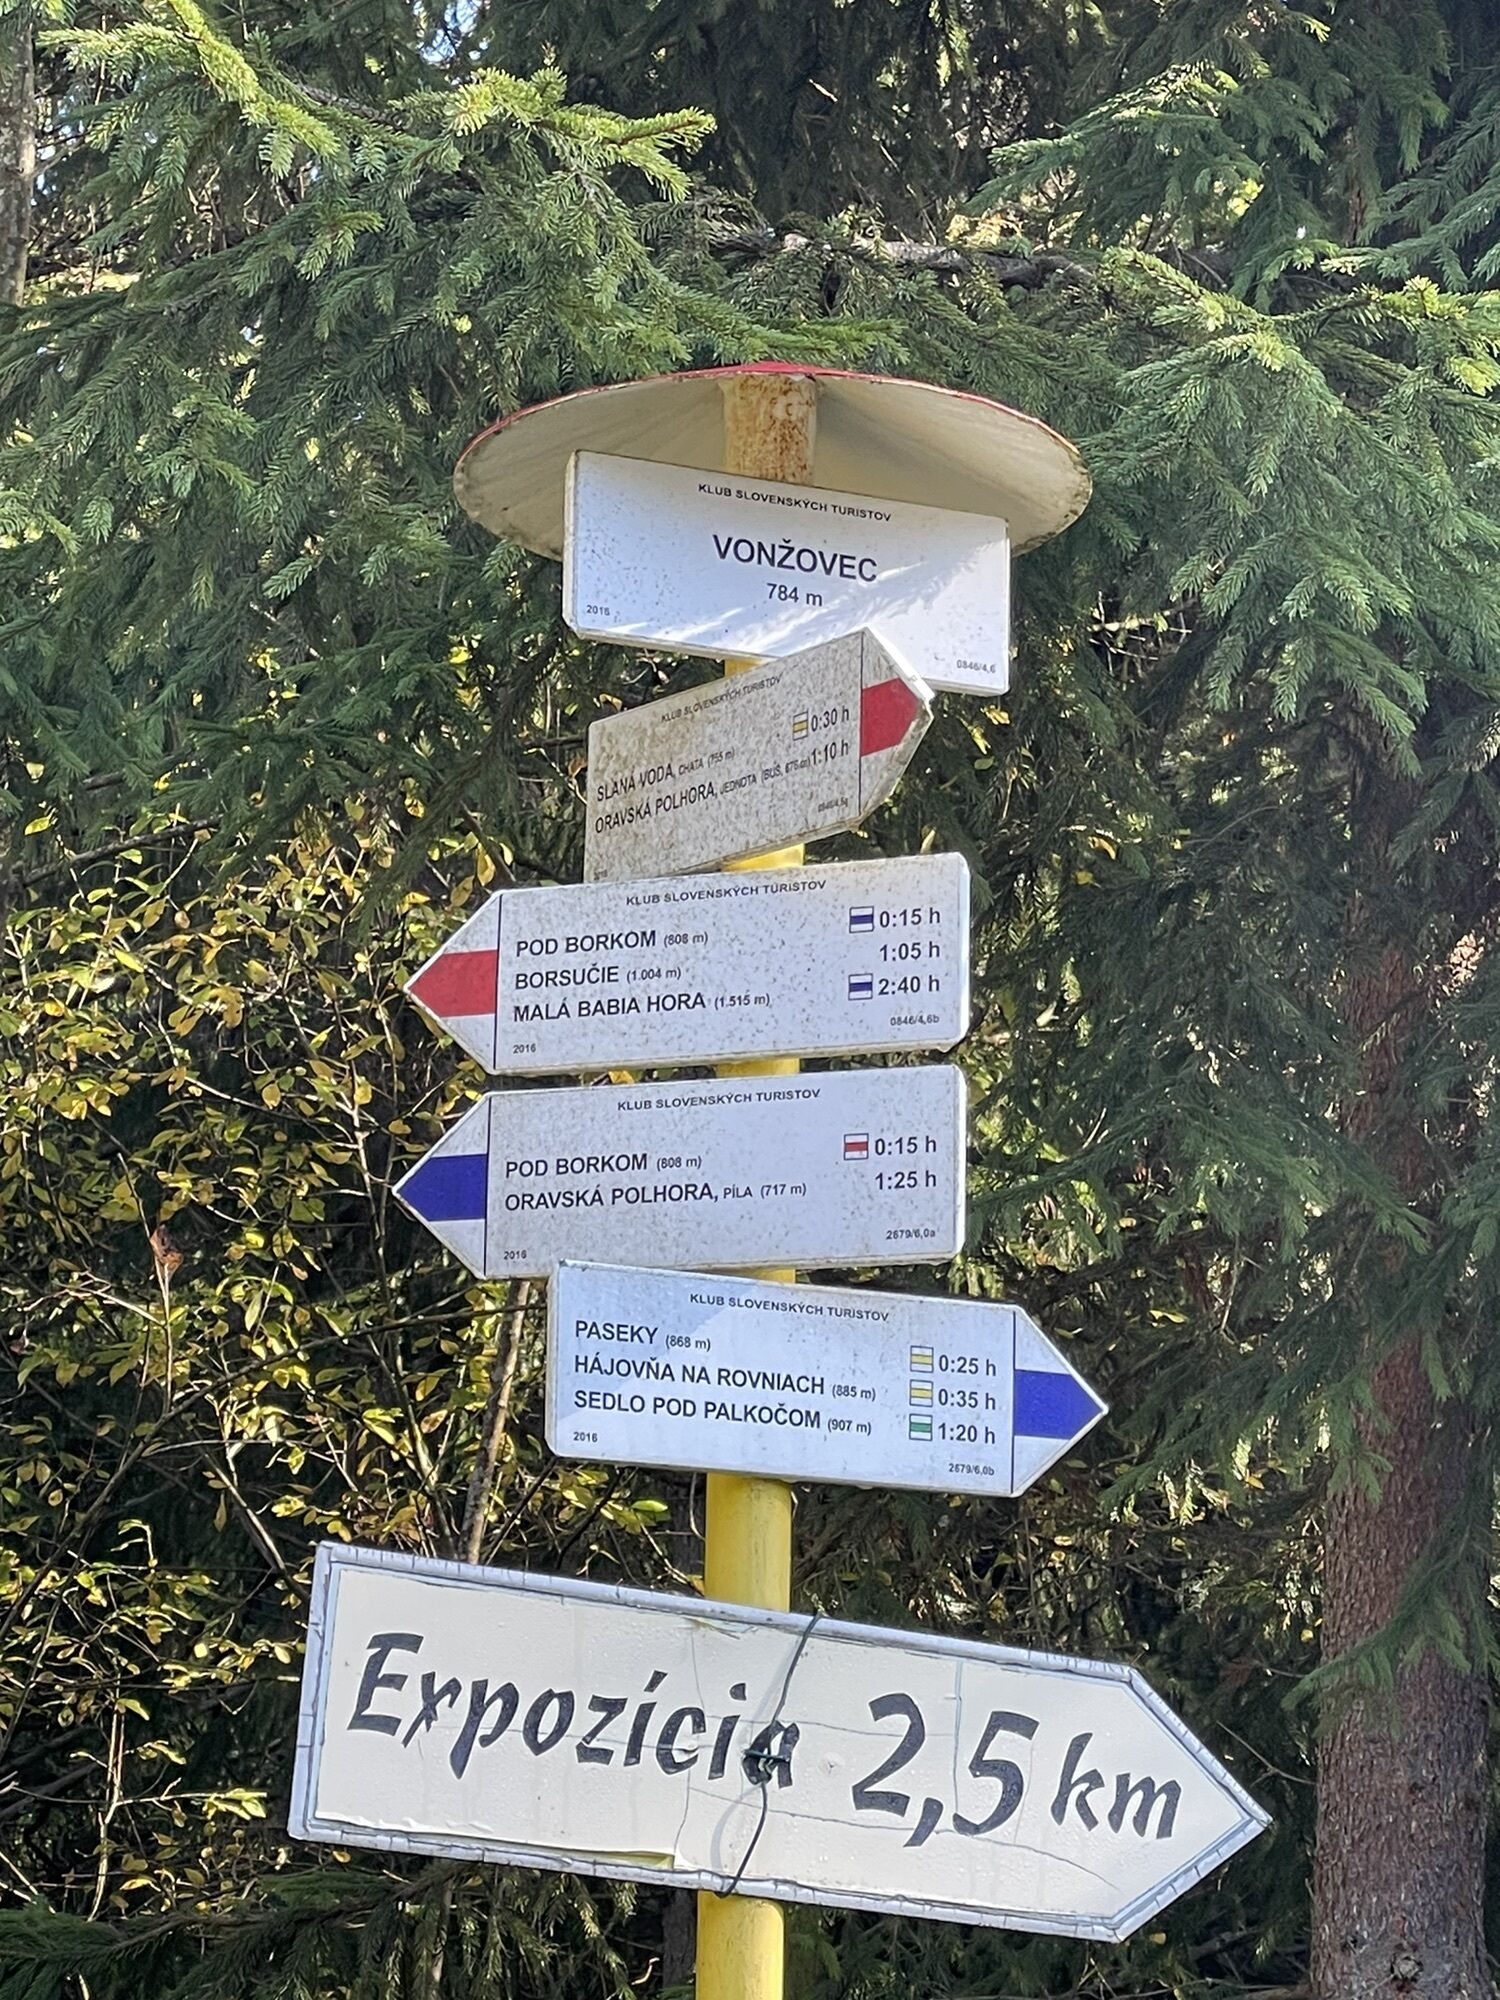 KLUB SLOVENSKÝCH TURISTOV
VONŽOVEC
784 m
2016
0846/4,6
KLUB SLOVENSKÝCH TURISTOV
SLANÁ VODA, CHATA (755 m) 0:30 h
ORAVSKÁ POLHORA, JEDNOTA (BUS, 675 m) 1:10 h
KLUB SLOVENSKÝCH TURISTOV
POD BORKOM (808 m) 0:15 h
BORSUČIE (1.004 m) 1:05 h
MALÁ BABIA HORA (1.515 m) 2:40 h
2016 0846/4,6b
KLUB SLOVENSKÝCH TURISTOV
POD BORKOM (808 m) 0:15 h
ORAVSKÁ POLHORA, PÍLA (717 m) 1:25 h
2016 2679/6,0a
KLUB SLOVENSKÝCH TURISTOV
PASEKY (868 m) 0:25 h
HÁJOVŇA NA ROVNIACH (885 m) 0:35 h
SEDLO POD PALKOČOM (907 m) 1:20 h
2016 2679/6,0b
Expozícia 2,5 km